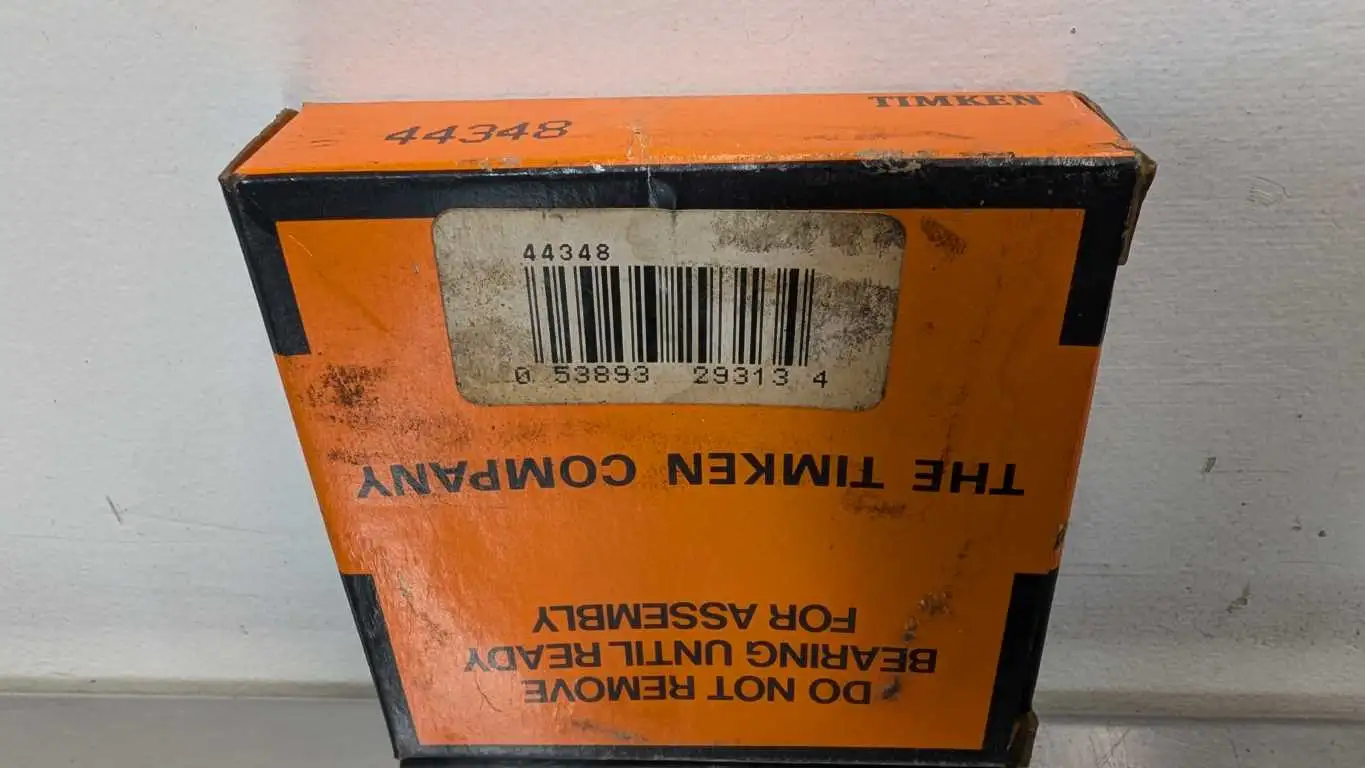 44348 TIMKEN
44348
0 53893 29313 4
THE TIMKEN COMPANY
DO NOT REMOVE
BEARING UNTIL READY
FOR ASSEMBLY